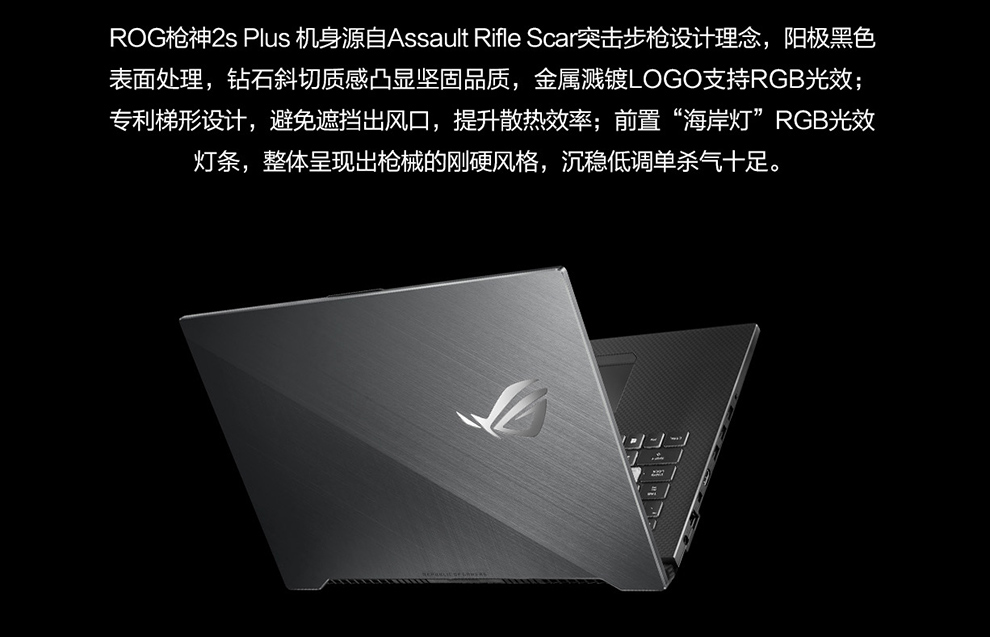 ROG枪神2s Plus 机身源自Assault Rifle Scar突击步枪设计理念，阳极黑色
表面处理，钻石斜切质感凸显坚固品质，金属溅镀LOGO支持RGB光效；
专利梯形设计，避免遮挡出风口，提升散热效率；前置“海岸灯”RGB光效
灯条，整体呈现出枪械的刚硬风格，沉稳低调单杀气十足。
REPUBLIC OF GAMERS